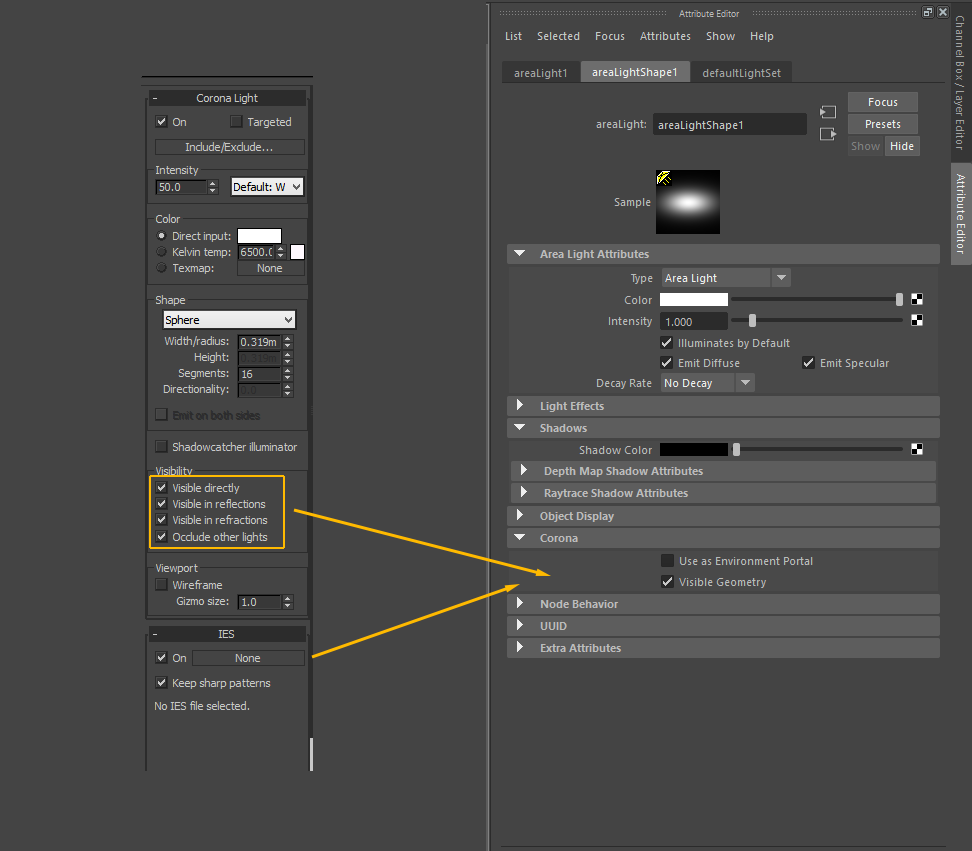 - Corona Light
On Targeted
Include/Exclude...
Intensity
50.0 Default: W
Color
Direct input:
Kelvin temp: 6500.(
Texmap: None
Shape
Sphere
Width/radius: 0.319m
Height: 0.319m
Segments: 16
Directionality: 0.0
Emit on both sides
Shadowcatcher illuminator
Visibility
Visible directly
Visible in reflections
Visible in refractions
Occlude other lights
Viewport
Wireframe
Gizmo size: 1.0
- IES
On None
Keep sharp patterns
No IES file selected.
Attribute Editor
List Selected Focus Attributes Show Help
areaLight1 areaLightShape1 defaultLightSet
Focus
areaLight: areaLightShape1
Presets
Show Hide
Sample
Area Light Attributes
Type Area Light
Color
Intensity 1.000
Illuminates by Default
Emit Diffuse Emit Specular
Decay Rate No Decay
Light Effects
Shadows
Shadow Color
Depth Map Shadow Attributes
Raytrace Shadow Attributes
Object Display
Corona
Use as Environment Portal
Visible Geometry
Node Behavior
UUID
Extra Attributes
Channel Box / Layer Editor
Attribute Editor